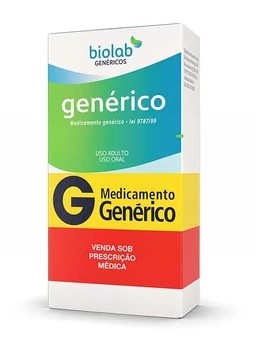 biolab
GENÉRICOS
genérico
Medicamento genérico - lei 9787/99
USO ADULTO
USO ORAL
G Medicamento
Genérico
VENDA SOB
PRESCRIÇÃO
MÉDICA